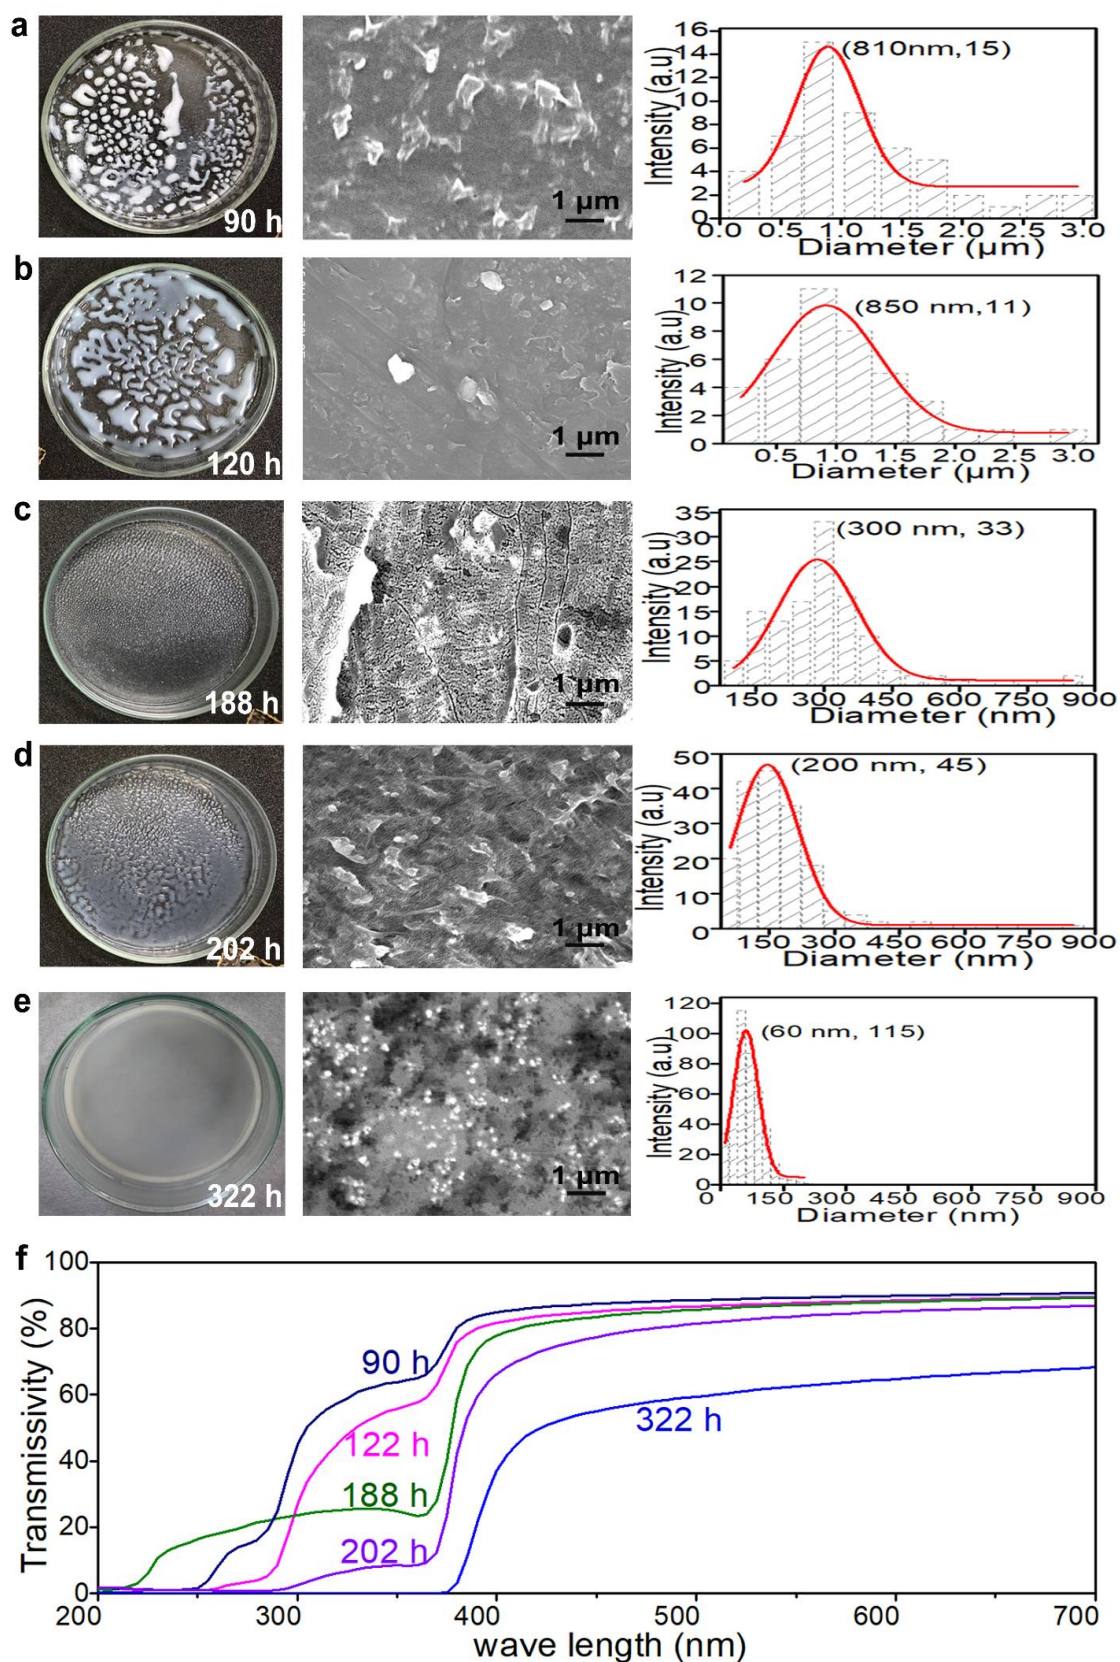 a
90 h
1 µm
Intensity (a.u)
16
14
12
10
8
6
4
2
0
(810nm,15)
0.0 0.5 1.0 1.5 2.0 2.5 3.0
Diameter (µm)
b
120 h
1 µm
Intensity (a.u)
12
10
8
6
4
2
0
(850 nm,11)
0.5 1.0 1.5 2.0 2.5 3.0
Diameter (µm)
c
188 h
1 µm
Intensity (a.u)
35
30
25
20
15
10
5
0
(300 nm, 33)
150 300 450 600 750 900
Diameter (nm)
d
202 h
1 µm
Intensity (a.u)
50
40
30
20
10
0
(200 nm, 45)
150 300 450 600 750 900
Diameter (nm)
e
322 h
1 µm
Intensity (a.u)
120
100
80
60
40
20
0
(60 nm, 115)
0 150 300 450 600 750 900
Diameter (nm)
f
Transmissivity (%)
100
80
60
40
20
0
90 h
122 h
188 h
202 h
322 h
200 300 400 500 600 700
wave length (nm)